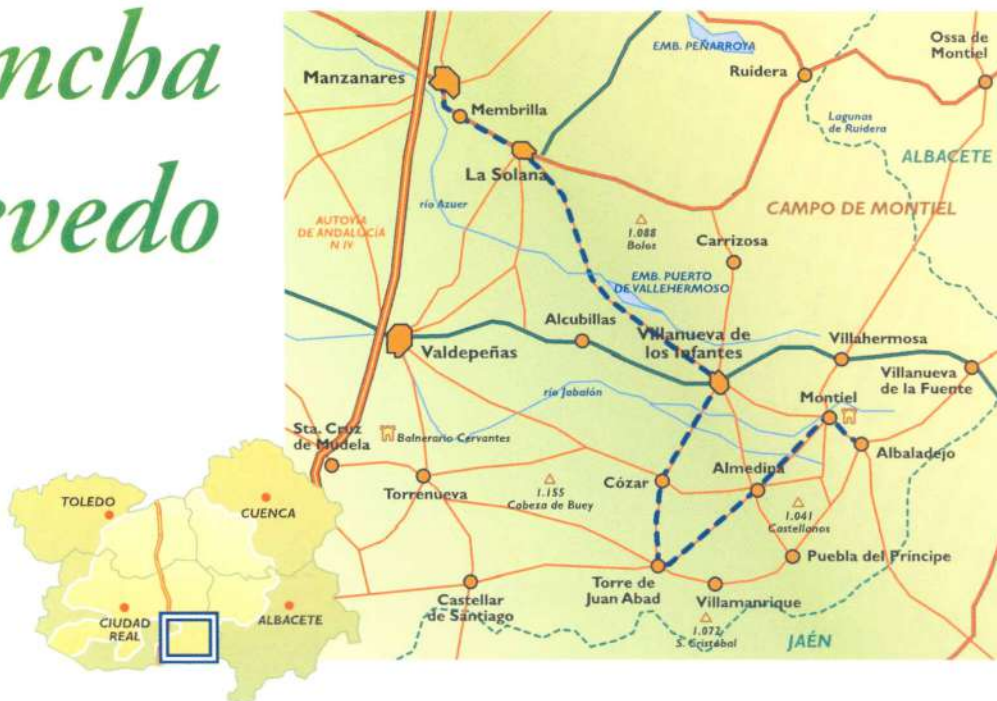 ncha
evedo
Manzanares
Membrilla
La Solana
EMB. PEÑARROYA
Ruidera
Ossa de
Montiel
Lagunas
de Ruidera
ALBACETE
CAMPO DE MONTIEL
río Azuer
AUTOVÍA
DE ANDALUCÍA
N IV
1.088
Bolos
Carrizosa
EMB. PUERTO
DE VALLEHERMOSO
Alcubillas
Villanueva de
los Infantes
Villahermosa
Valdepeñas
Villanueva
de la Fuente
río Jabalón
Montiel
Sta. Cruz
de Mudela
Balneario Cervantes
Albaladejo
Almedina
Cózar
Torrenueva
1.155
Cabeza de Buey
1.041
Castellanos
Puebla del Príncipe
Torre de
Juan Abad
Villamanrique
Castellar
de Santiago
1.072
S. Cristóbal
JAÉN
TOLEDO
CUENCA
CIUDAD
REAL
ALBACETE